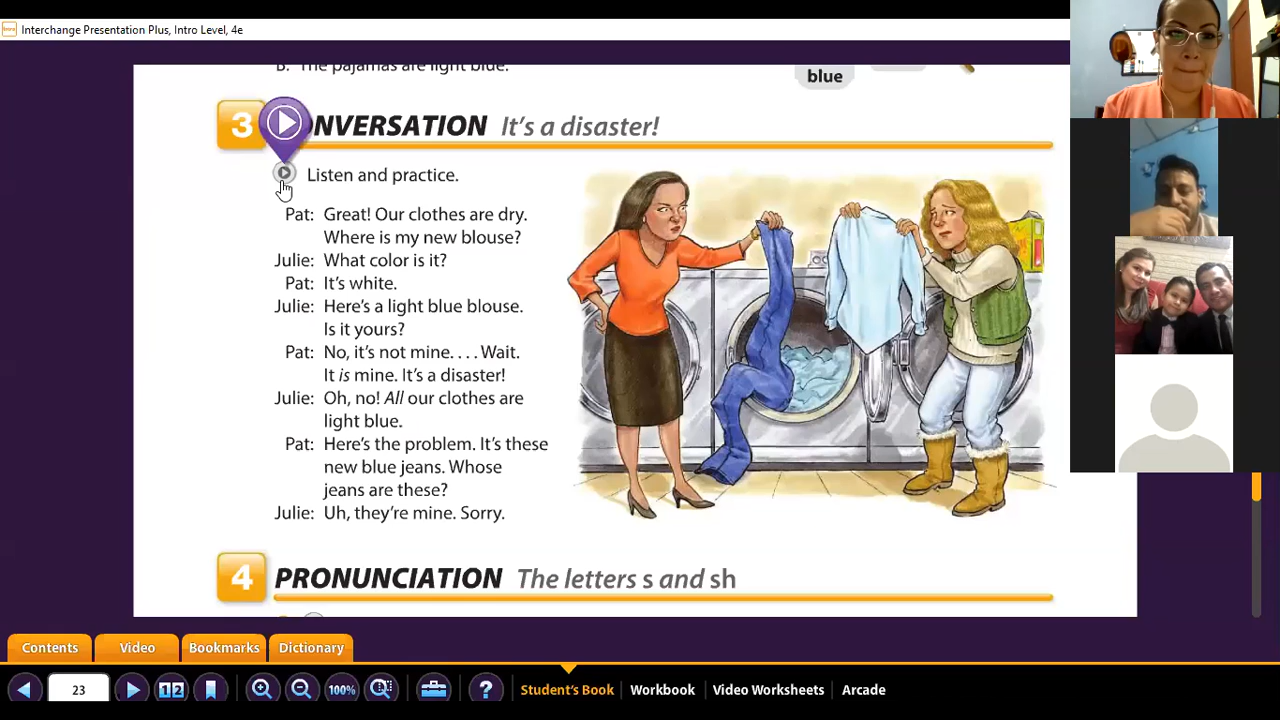 Interchange Presentation Plus, Intro Level, 4e
B: The pajamas are light blue.
blue
3 NVERSATION It's a disaster!
Listen and practice.
Pat: Great! Our clothes are dry.
Where is my new blouse?
Julie: What color is it?
Pat: It's white.
Julie: Here's a light blue blouse.
Is it yours?
Pat: No, it's not mine. . . . Wait.
It is mine. It's a disaster!
Julie: Oh, no! All our clothes are
light blue.
Pat: Here's the problem. It's these
new blue jeans. Whose
jeans are these?
Julie: Uh, they're mine. Sorry.
4 PRONUNCIATION The letters s and sh
Contents Video Bookmarks Dictionary
23 12 100% ? Student's Book Workbook Video Worksheets Arcade